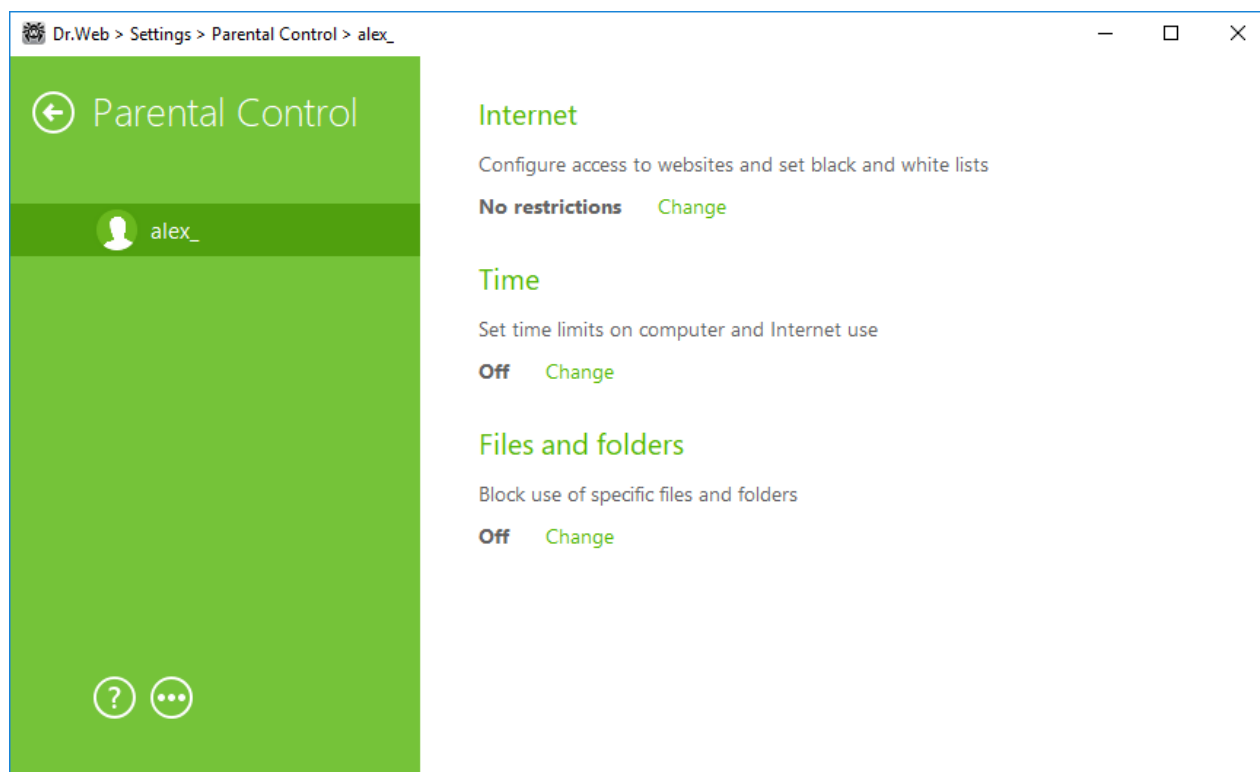 Dr.Web > Settings > Parental Control > alex_
Parental Control
alex_
Internet
Configure access to websites and set black and white lists
No restrictions Change
Time
Set time limits on computer and Internet use
Off Change
Files and folders
Block use of specific files and folders
Off Change
?